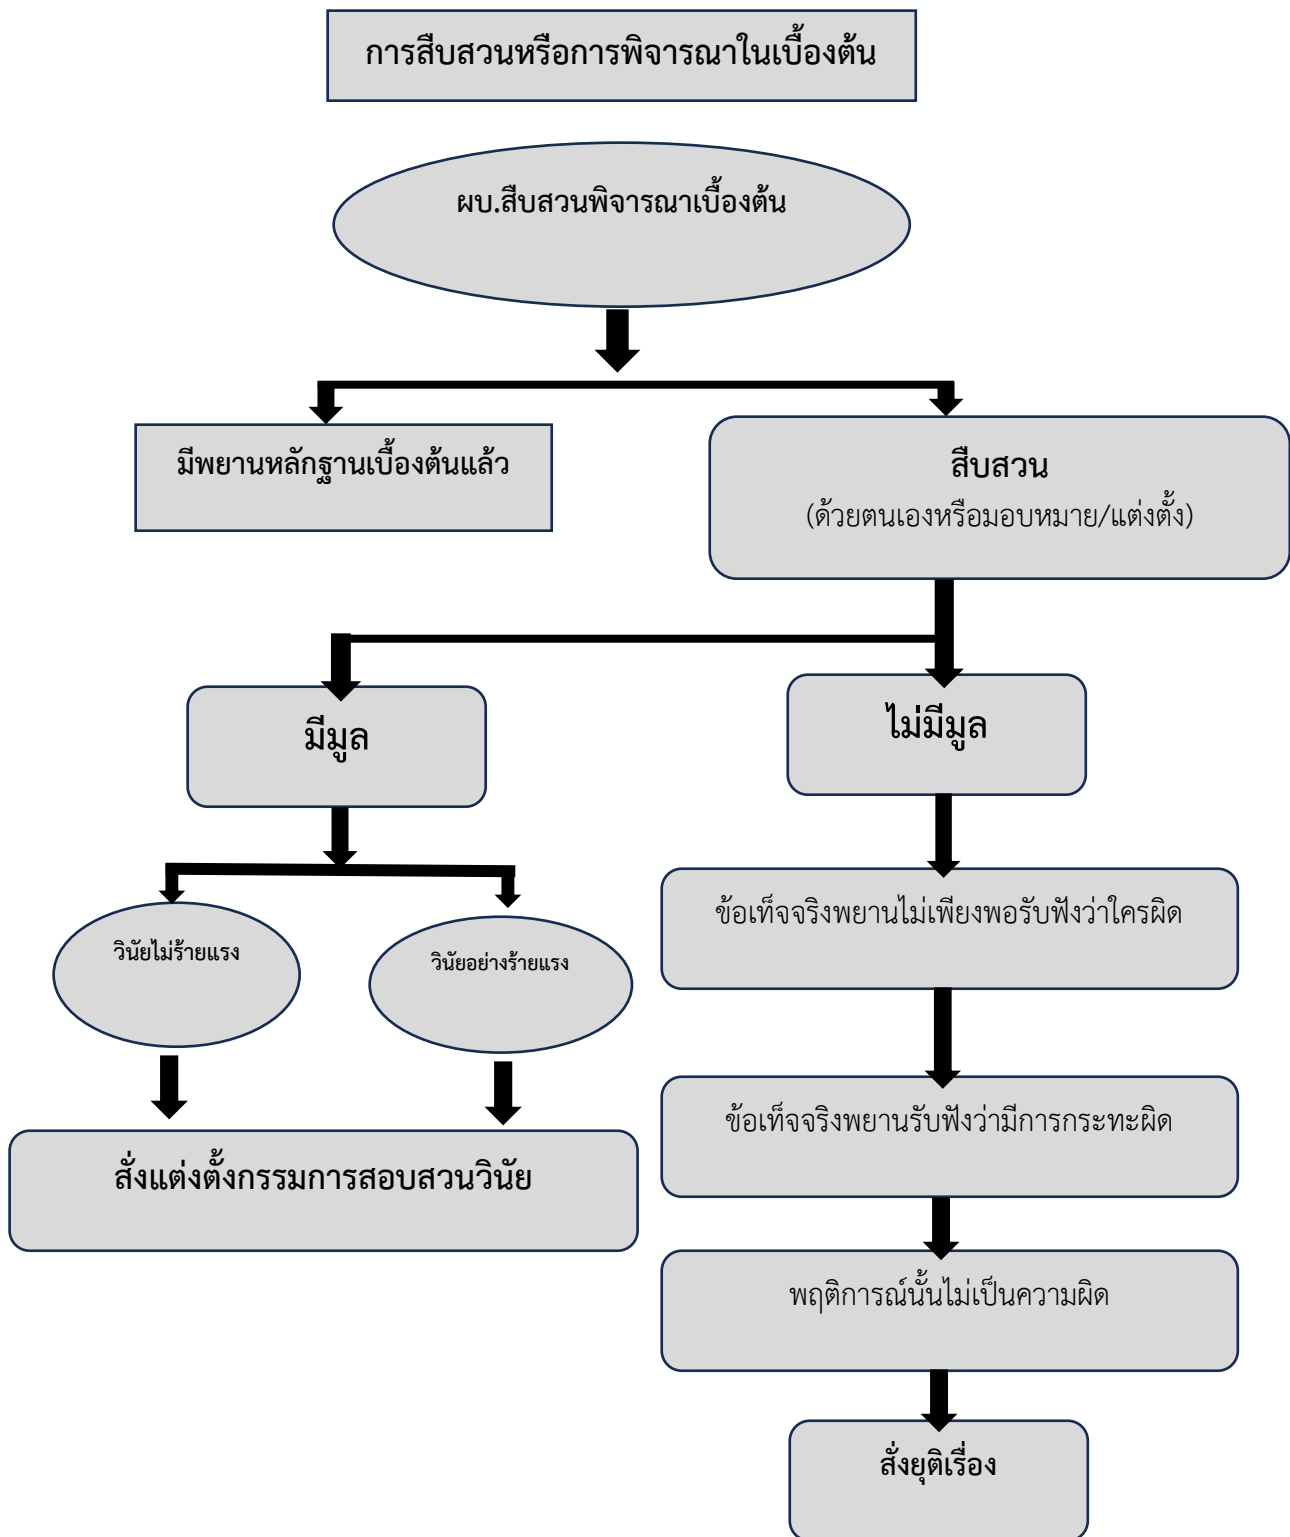 การสืบสวนหรือการพิจารณาในเบื้องต้น
ผบ.สืบสวนพิจารณาเบื้องต้น
มีพยานหลักฐานเบื้องต้นแล้ว
สืบสวน
(ด้วยตนเองหรือมอบหมาย/แต่งตั้ง)
มีมูล
ไม่มีมูล
ข้อเท็จจริงพยานไม่เพียงพอรับฟังว่าใครผิด
วินัยไม่ร้ายแรง
วินัยอย่างร้ายแรง
ข้อเท็จจริงพยานรับฟังว่ามีการกระทะผิด
สั่งแต่งตั้งกรรมการสอบสวนวินัย
พฤติการณ์นั้นไม่เป็นความผิด
สั่งยุติเรื่อง